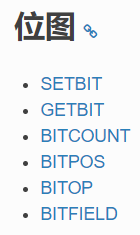 位图
SETBIT
GETBIT
BITCOUNT
BITPOS
BITOP
BITFIELD